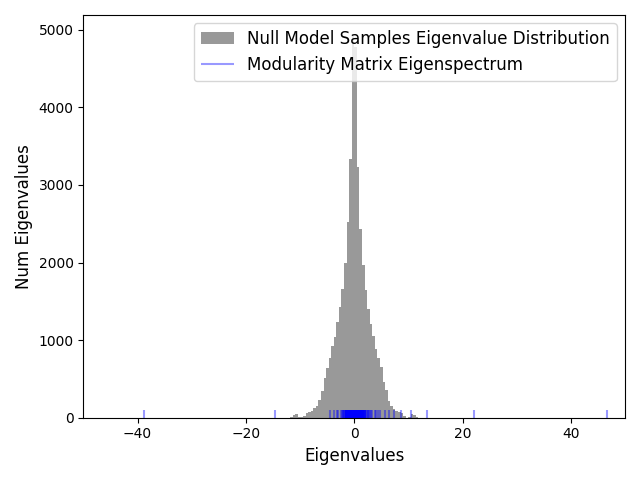 Null Model Samples Eigenvalue Distribution
Modularity Matrix Eigenspectrum
5000
4000
3000
2000
1000
0
Num Eigenvalues
−40 −20 0 20 40
Eigenvalues